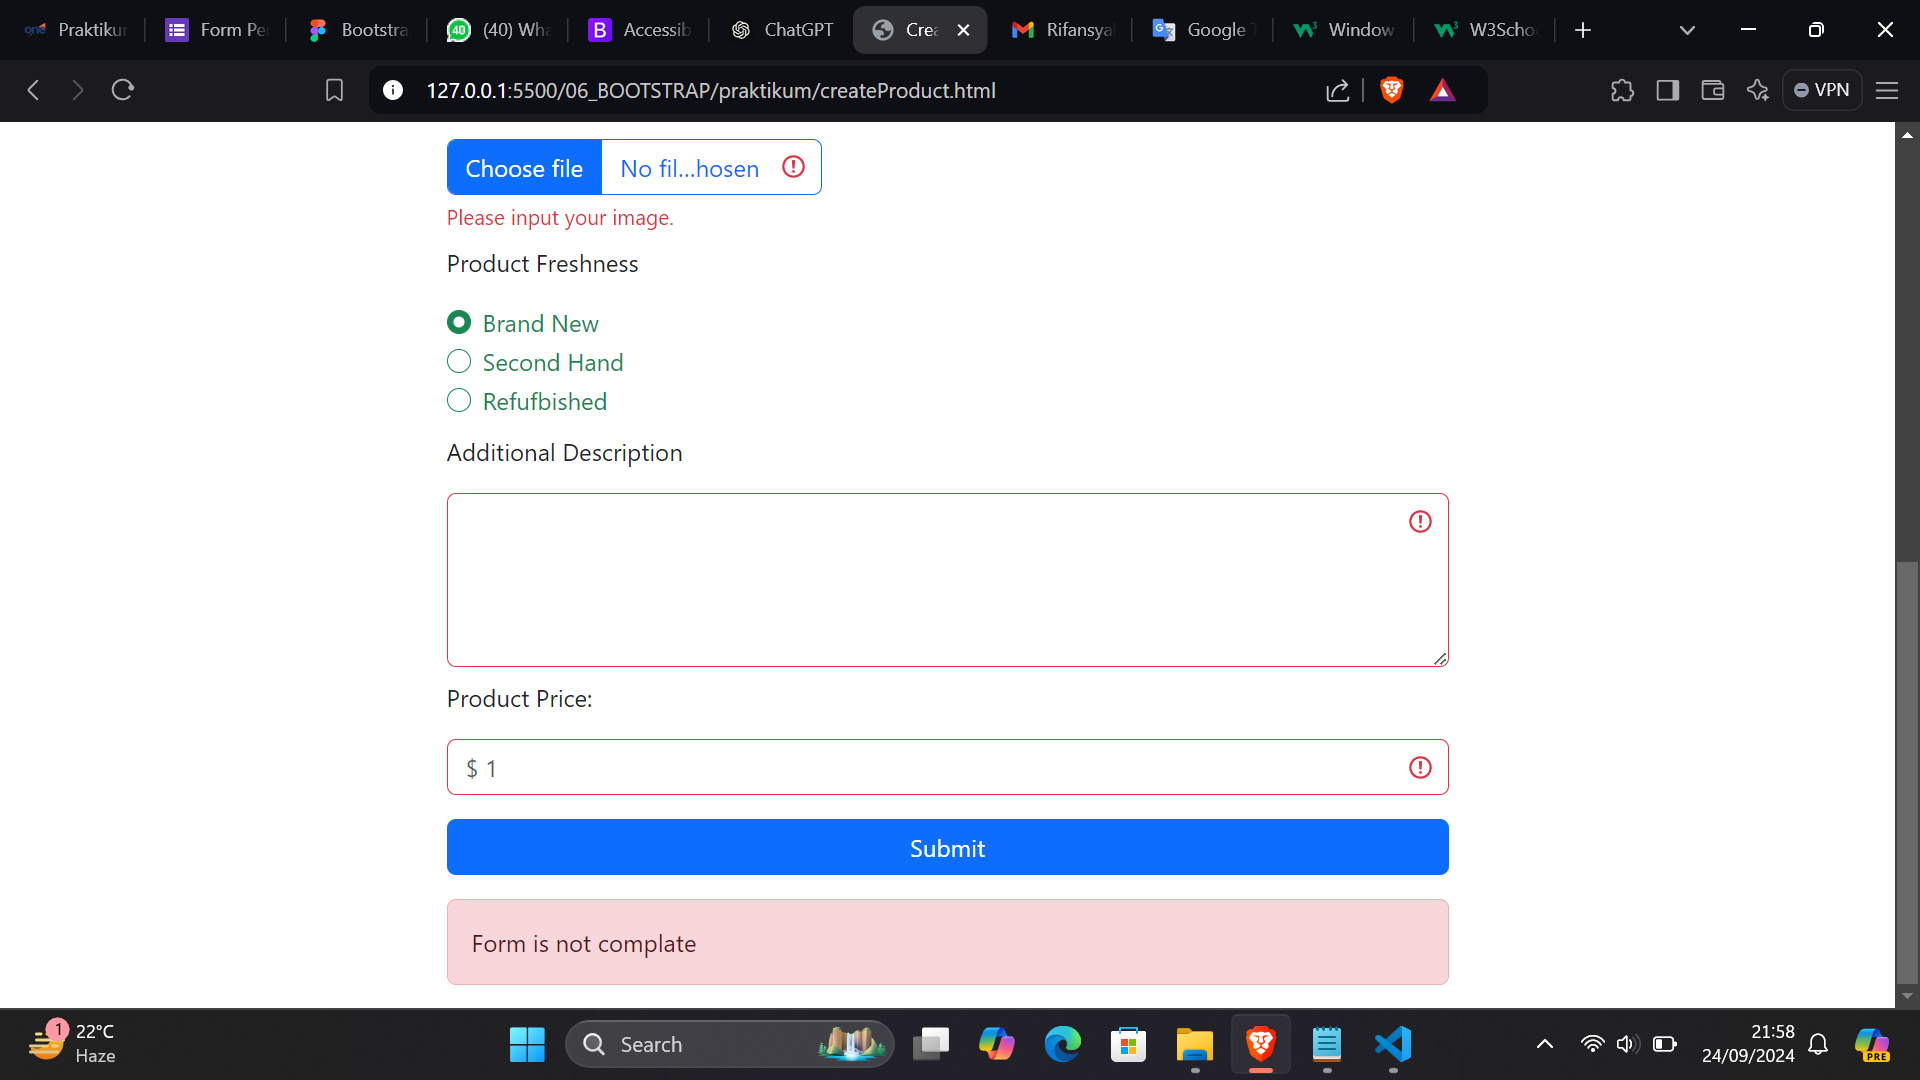 Praktikur
Form Pe
Bootstra
(40) Wha
Accessib
ChatGPT
Crea
Rifansya
Google T
Window
W3Scho
127.0.0.1:5500/06_BOOTSTRAP/praktikum/createProduct.html
VPN
Choose file No fil...hosen
Please input your image.
Product Freshness
Brand New
Second Hand
Refufbished
Additional Description
Product Price:
$ 1
Submit
Form is not complate
1
22°C
Haze
Search
21:58
24/09/2024
PRE